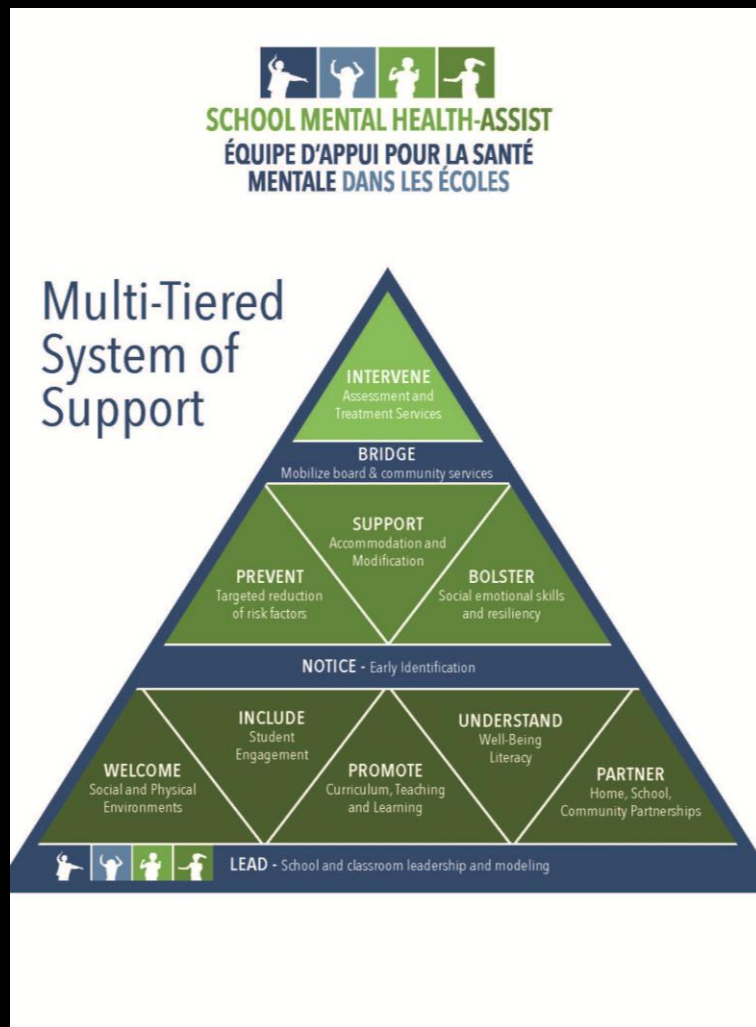 SCHOOL MENTAL HEALTH-ASSIST
ÉQUIPE D'APPUI POUR LA SANTÉ
MENTALE DANS LES ÉCOLES
Multi-Tiered
System of
Support
INTERVENE
Assessment and
Treatment Services
BRIDGE
Mobilize board & community services
SUPPORT
Accommodation and
Modification
PREVENT
Targeted reduction
of risk factors
BOLSTER
Social emotional skills
and resiliency
NOTICE - Early Identification
INCLUDE
Student
Engagement
UNDERSTAND
Well-Being
Literacy
WELCOME
Social and Physical
Environments
PROMOTE
Curriculum, Teaching
and Learning
PARTNER
Home, School,
Community Partnerships
LEAD - School and classroom leadership and modeling